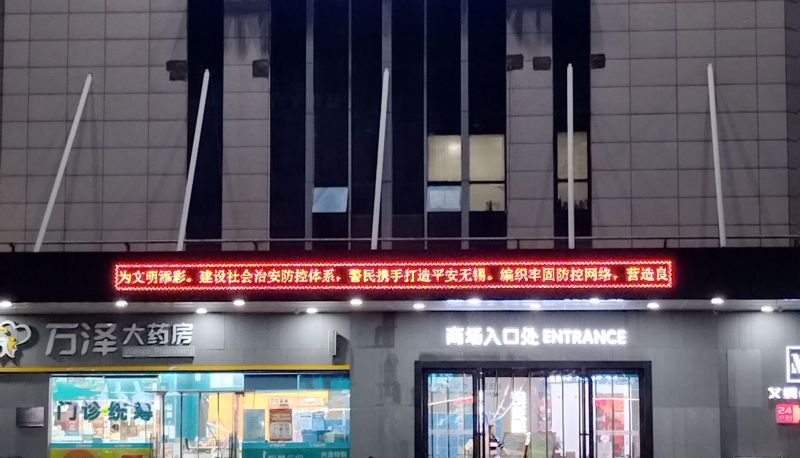 为文明添彩。建设社会治安防控体系，警民携手打造平安无锡。编织牢固防控网络，营造良
万泽大药房
商场入口处 ENTRANCE
门诊统筹
24